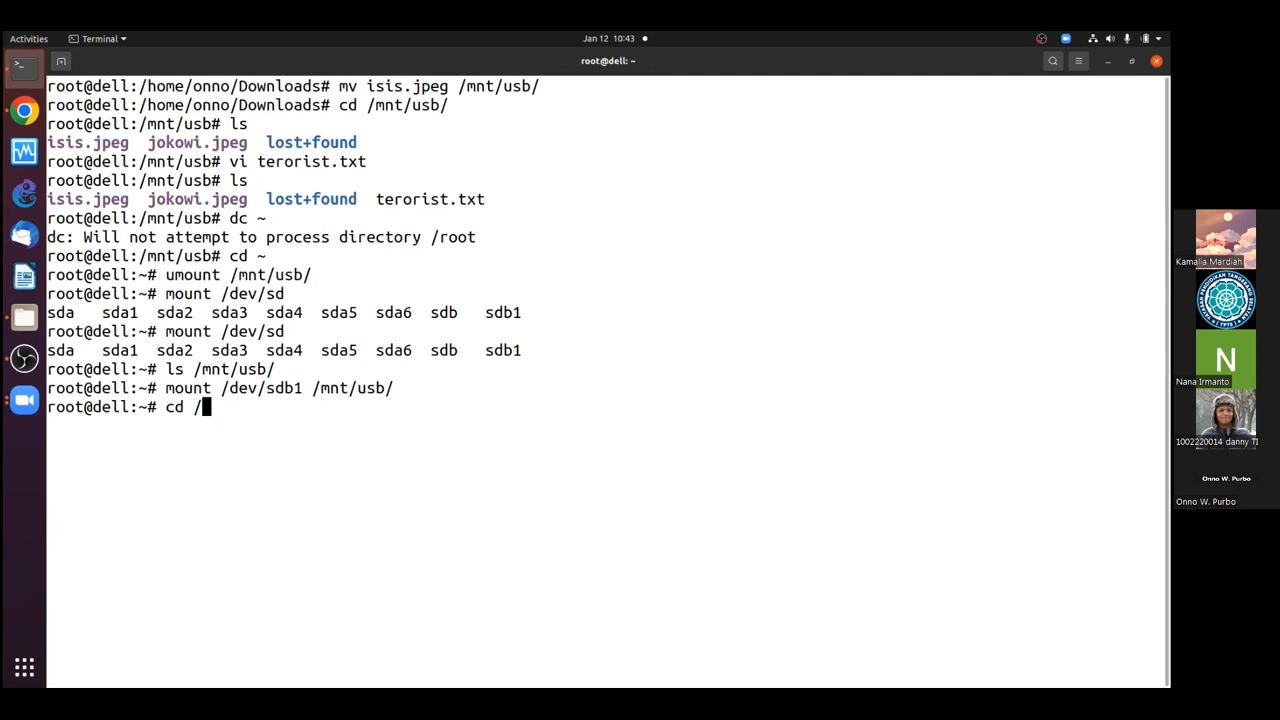 Activities
Terminal
Jan 12 10:43
root@dell: ~
root@dell:/home/onno/Downloads# mv isis.jpeg /mnt/usb/
root@dell:/home/onno/Downloads# cd /mnt/usb/
root@dell:/mnt/usb# ls
isis.jpeg jokowi.jpeg lost+found
root@dell:/mnt/usb# vi terorist.txt
root@dell:/mnt/usb# ls
isis.jpeg jokowi.jpeg lost+found terorist.txt
root@dell:/mnt/usb# dc ~
dc: Will not attempt to process directory /root
root@dell:/mnt/usb# cd ~
root@dell:~# umount /mnt/usb/
root@dell:~# mount /dev/sd
sda sda1 sda2 sda3 sda4 sda5 sda6 sdb sdb1
root@dell:~# mount /dev/sd
sda sda1 sda2 sda3 sda4 sda5 sda6 sdb sdb1
root@dell:~# ls /mnt/usb/
root@dell:~# mount /dev/sdb1 /mnt/usb/
root@dell:~# cd /
Kamalia Mardiah
N
Nana Irmanto
1002220014 danny TI
Onno W. Purbo
Onno W. Purbo